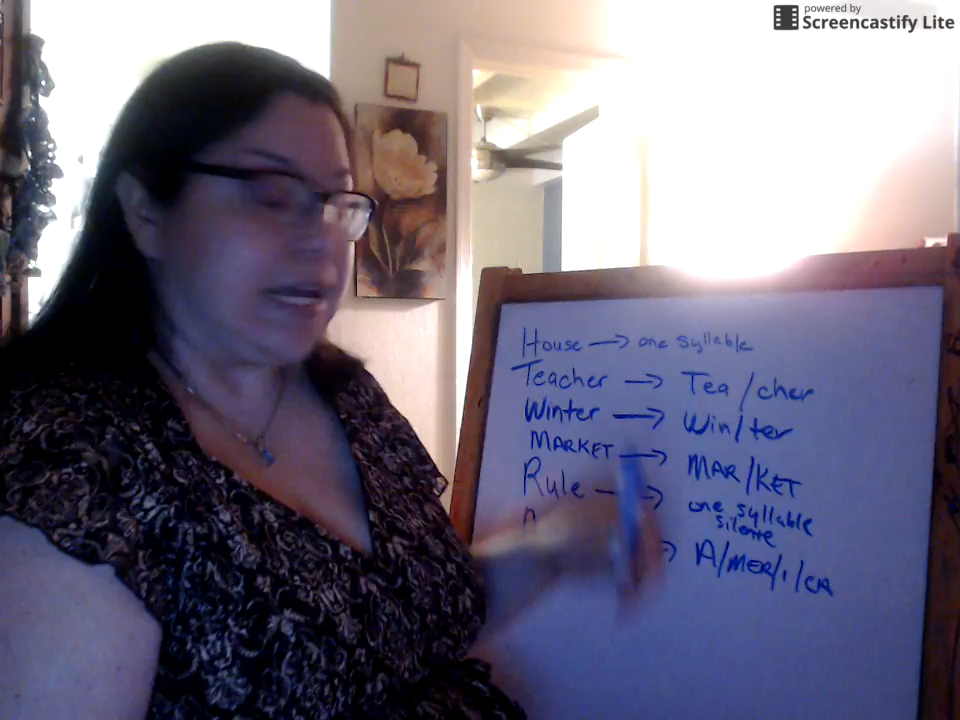 powered by
Screencastify Lite
House → one syllable
Teacher → Tea/cher
Winter → Win/ter
MARKET → MAR/KET
Rule → one syllable
silent e
A/MER/I/CA